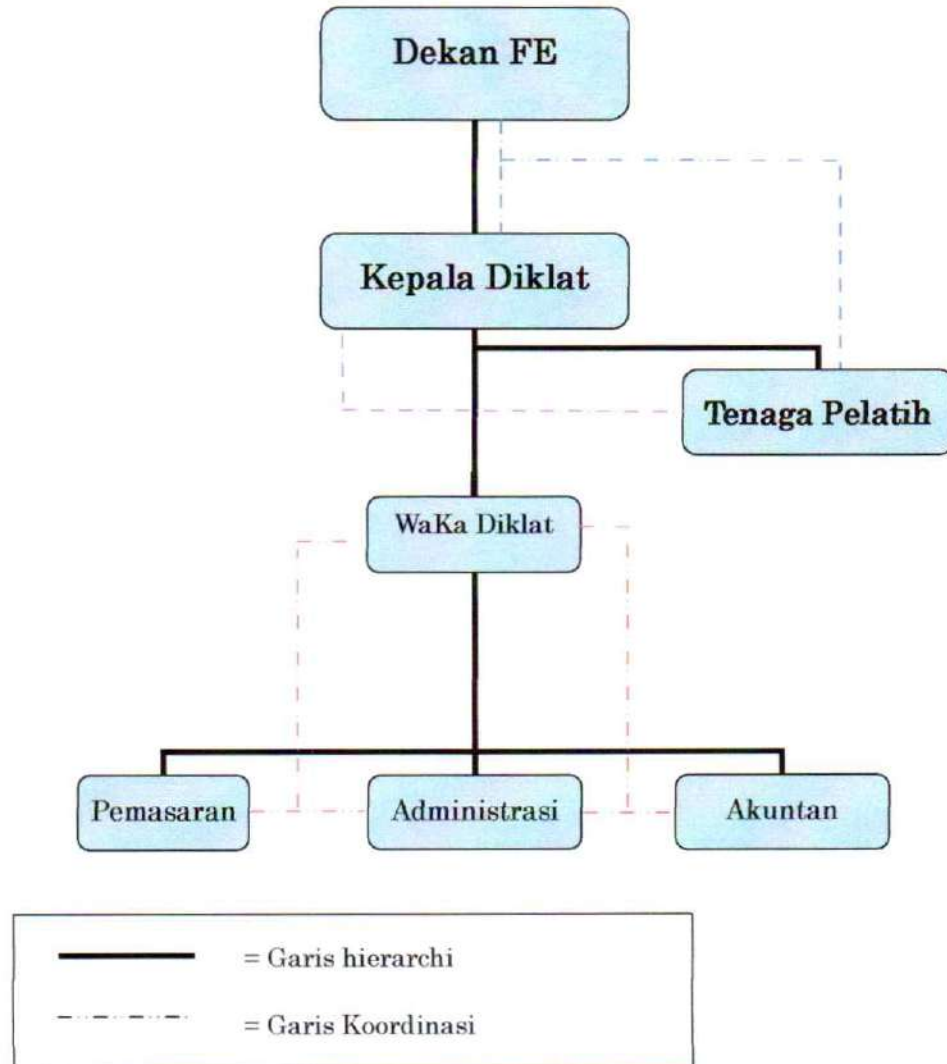 Dekan FE
Kepala Diklat
Tenaga Pelatih
WaKa Diklat
Pemasaran
Administrasi
Akuntan
= Garis hierarchi
= Garis Koordinasi